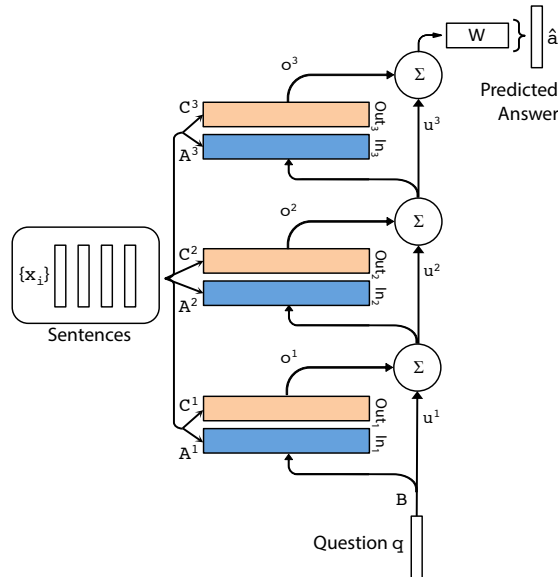 W
â
Σ
Predicted
Answer
o³
C³
Out₃
A³
In₃
u³
o²
Σ
C²
Out₂
{xᵢ}
A²
In₂
u²
Sentences
o¹
Σ
C¹
Out₁
A¹
In₁
u¹
B
Question q